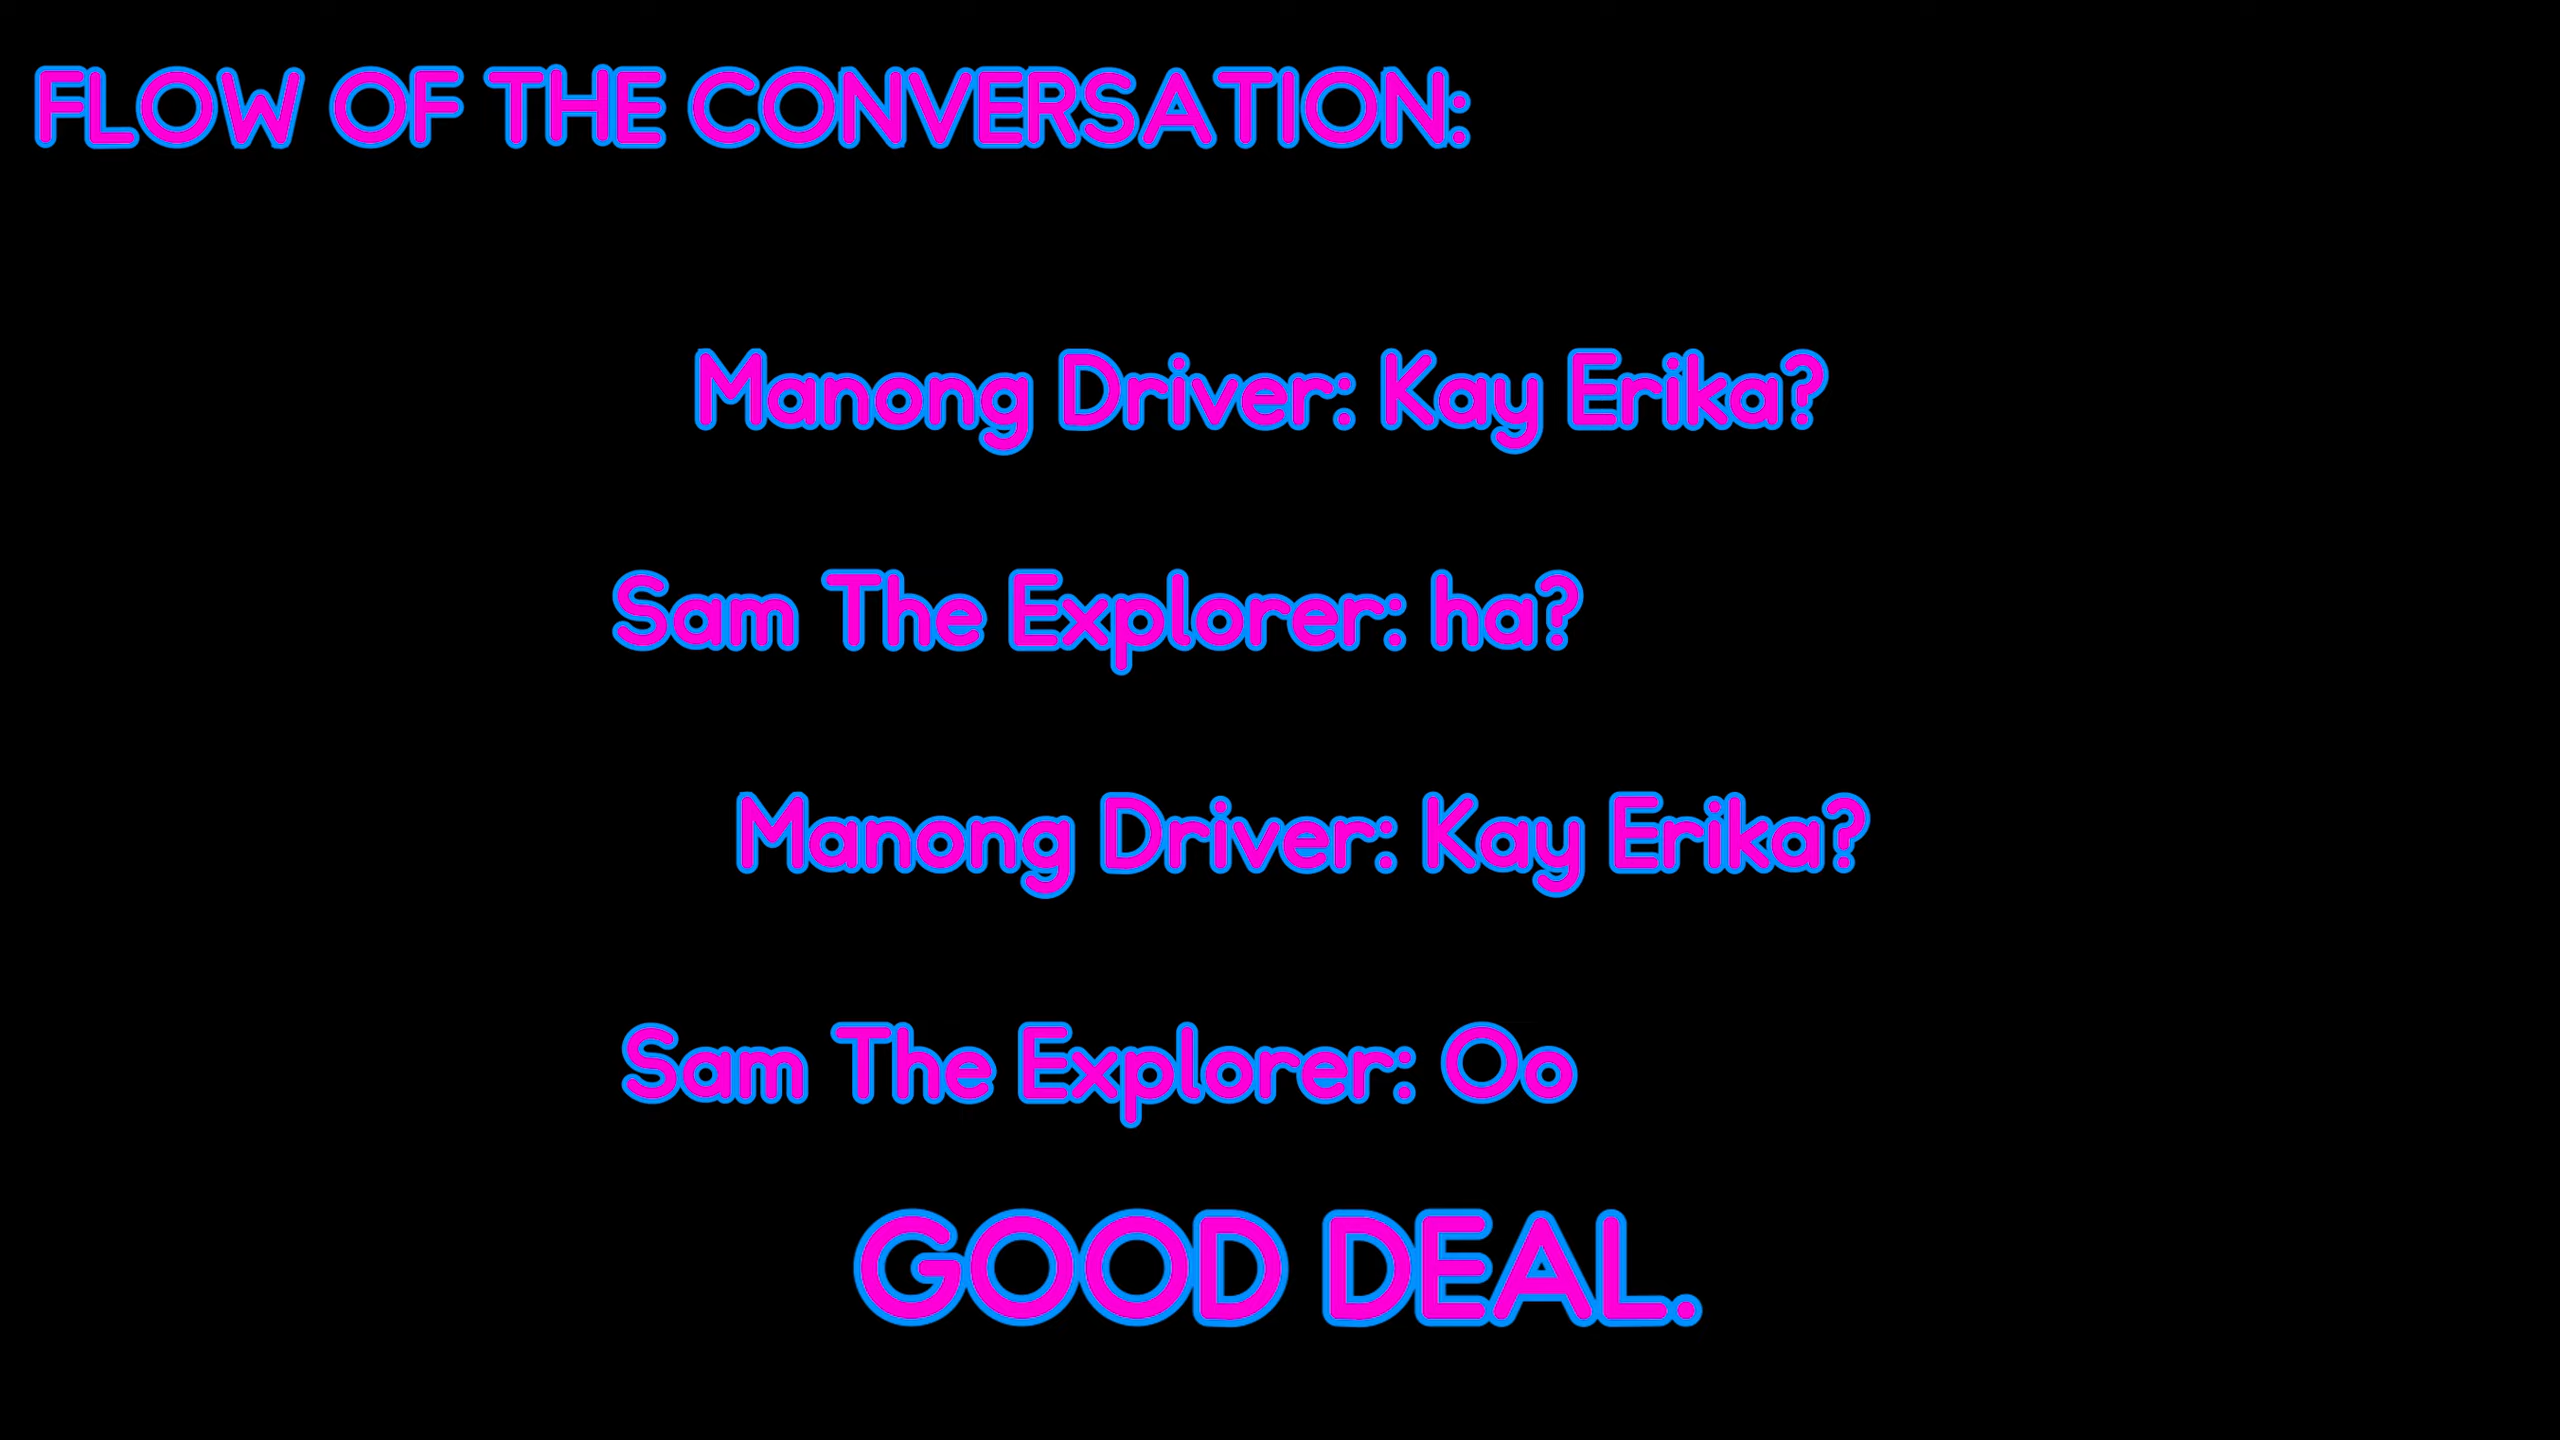 FLOW OF THE CONVERSATION:
Manong Driver: Kay Erika?
Sam The Explorer: ha?
Manong Driver: Kay Erika?
Sam The Explorer: Oo
GOOD DEAL.